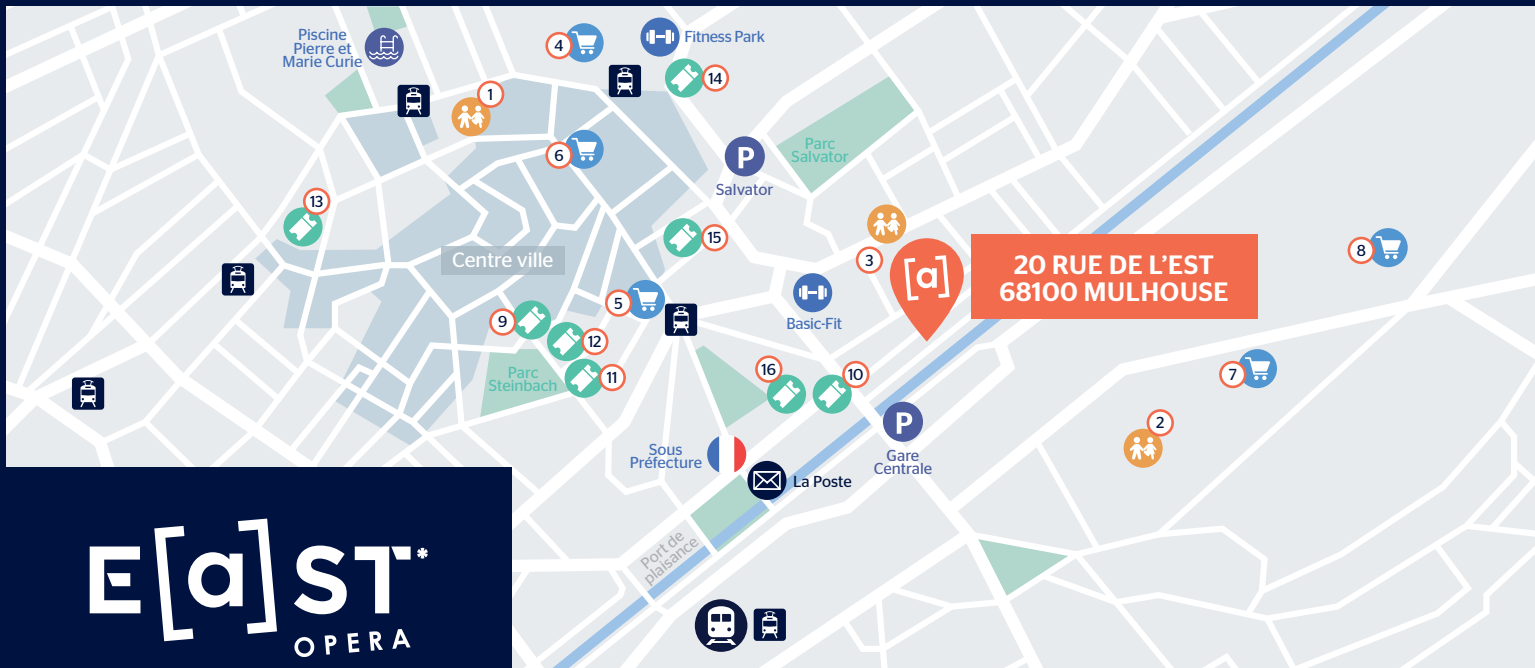 Piscine
Pierre et
Marie Curie
4
Fitness Park
14
1
6
P
Salvator
Parc
Salvator
13
15
3
Centre ville
[a]
20 RUE DE L'EST
68100 MULHOUSE
8
5
Basic-Fit
9
12
11
Parc
Steinbach
16
10
7
2
P
Gare
Centrale
Sous
Préfecture
La Poste
Port de
plaisance
E[a]ST*
OPERA